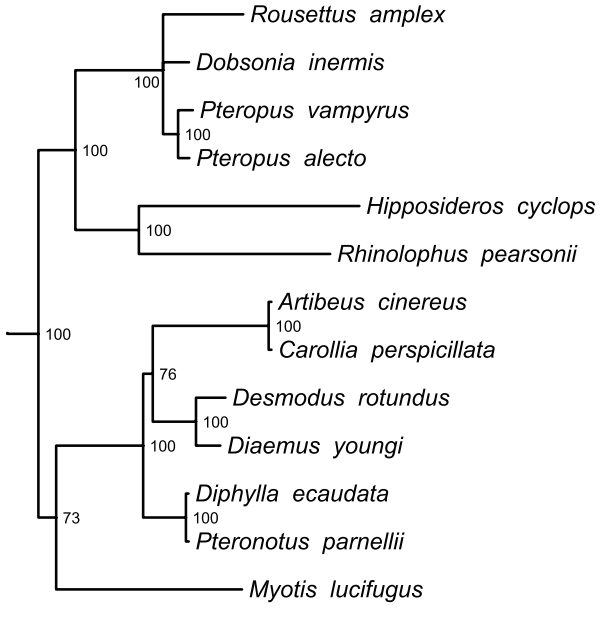 Rousettus amplex
Dobsonia inermis
100
Pteropus vampyrus
100
Pteropus alecto
100
Hipposideros cyclops
100
Rhinolophus pearsonii
Artibeus cinereus
100
100
Carollia perspicillata
76
Desmodus rotundus
100
Diaemus youngi
100
Diphylla ecaudata
73
100
Pteronotus parnellii
Myotis lucifugus